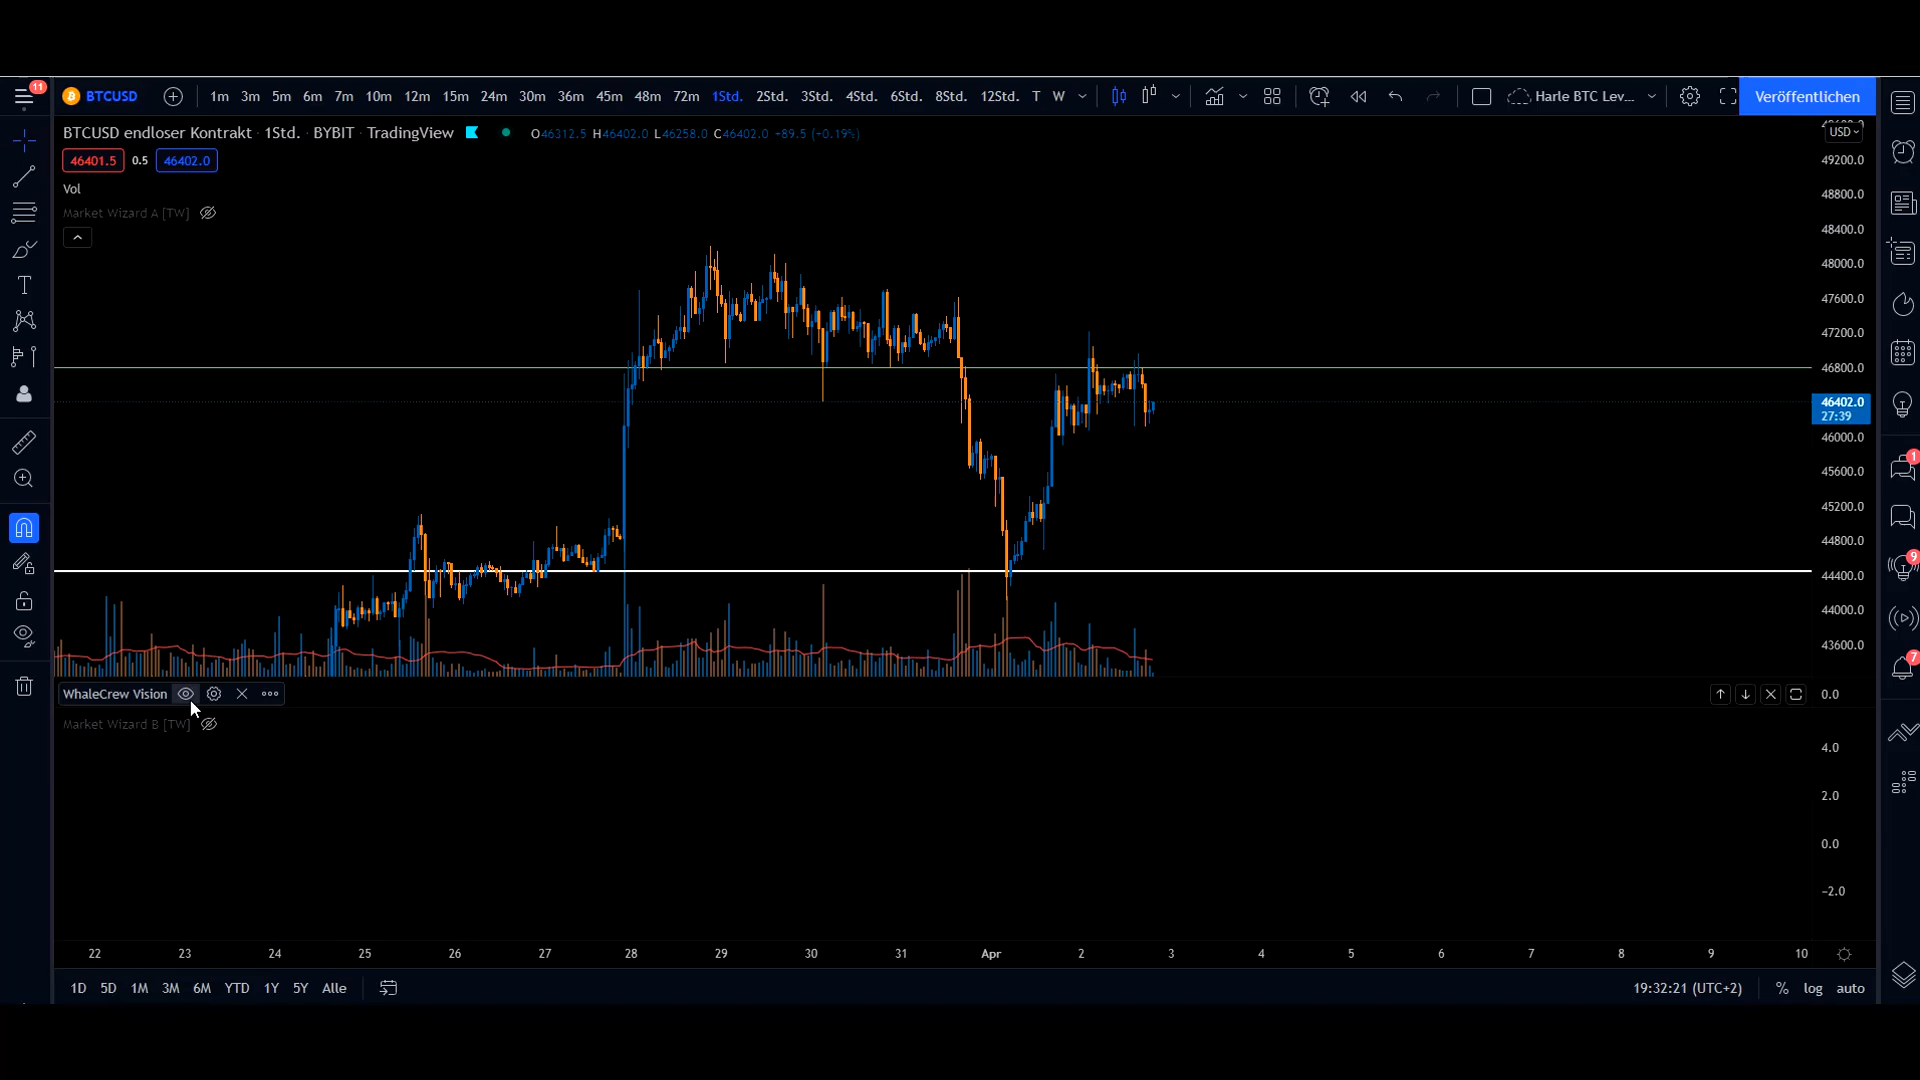 11
BTCUSD 1m 3m 5m 6m 7m 10m 12m 15m 24m 30m 36m 45m 48m 72m 1Std. 2Std. 3Std. 4Std. 6Std. 8Std. 12Std. T W Harle BTC Lev... Veröffentlichen
BTCUSD endloser Kontrakt · 1Std. · BYBIT · TradingView O46312.5 H46402.0 L46258.0 C46402.0 +89.5 (+0.19%)
USD
46401.5 0.5 46402.0
Vol
Market Wizard A [TW]
49200.0
48800.0
48400.0
48000.0
47600.0
47200.0
46800.0
46402.0
27:39
46000.0
45600.0
45200.0
44800.0
44400.0
44000.0
43600.0
1
9
7
WhaleCrew Vision
0.0
Market Wizard B [TW]
4.0
2.0
0.0
−2.0
22 23 24 25 26 27 28 29 30 31 Apr 2 3 4 5 6 7 8 9 10
1D 5D 1M 3M 6M YTD 1Y 5Y Alle 19:32:21 (UTC+2) % log auto